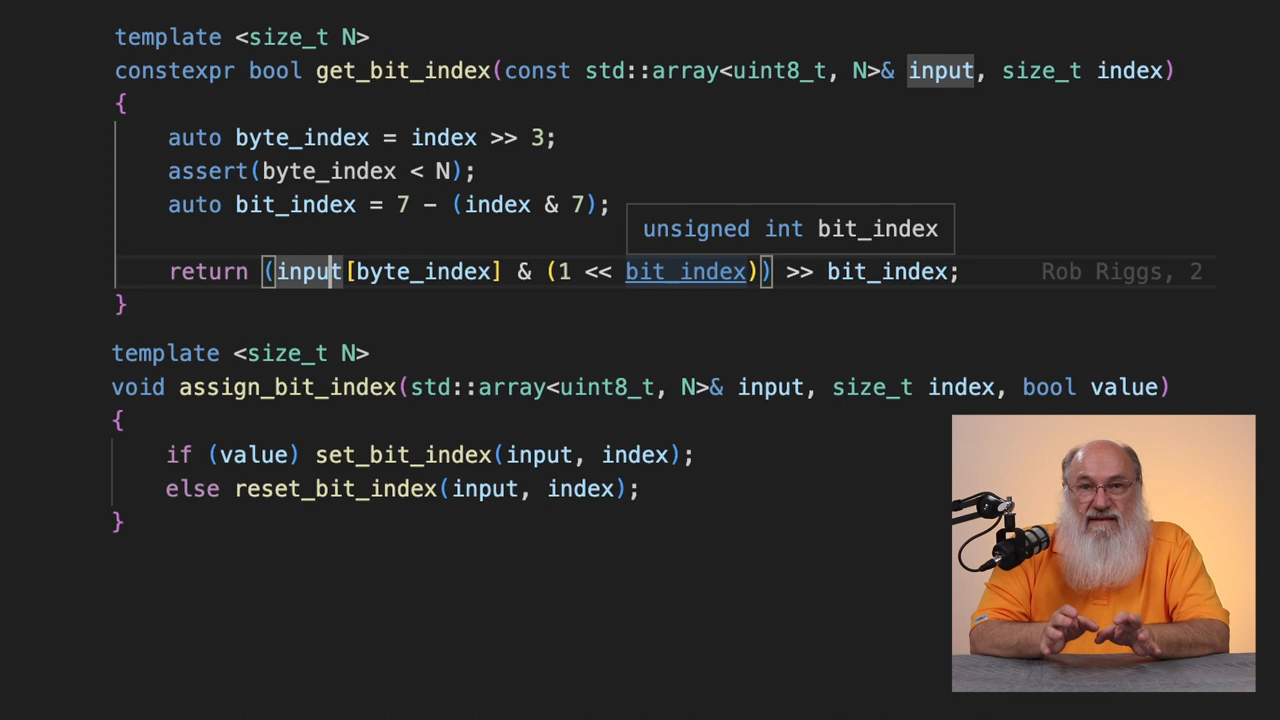 template <size_t N>
constexpr bool get_bit_index(const std::array<uint8_t, N>& input, size_t index)
{
auto byte_index = index >> 3;
assert(byte_index < N);
auto bit_index = 7 - (index & 7);
unsigned int bit_index
return (input[byte_index] & (1 << bit_index)) >> bit_index; Rob Riggs, 2
}
template <size_t N>
void assign_bit_index(std::array<uint8_t, N>& input, size_t index, bool value)
{
if (value) set_bit_index(input, index);
else reset_bit_index(input, index);
}